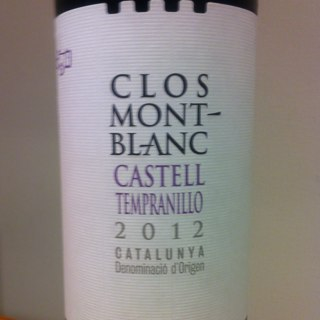 CLOS
MONT-
BLANC
CASTELL
TEMPRANILLO
2012
CATALUNYA
Denominació d'Origen